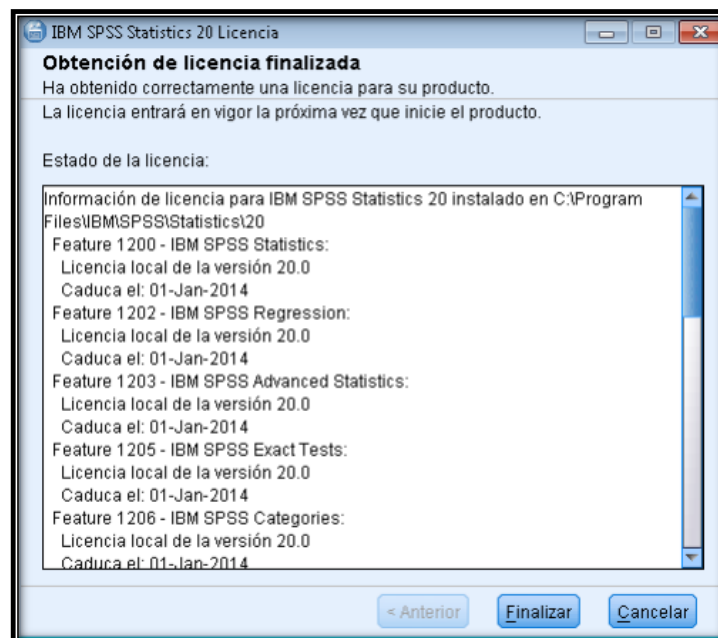 IBM SPSS Statistics 20 Licencia
Obtención de licencia finalizada
Ha obtenido correctamente una licencia para su producto.
La licencia entrará en vigor la próxima vez que inicie el producto.
Estado de la licencia:
Información de licencia para IBM SPSS Statistics 20 instalado en C:\Program
Files\IBM\SPSS\Statistics\20
Feature 1200 - IBM SPSS Statistics:
Licencia local de la versión 20.0
Caduca el: 01-Jan-2014
Feature 1202 - IBM SPSS Regression:
Licencia local de la versión 20.0
Caduca el: 01-Jan-2014
Feature 1203 - IBM SPSS Advanced Statistics:
Licencia local de la versión 20.0
Caduca el: 01-Jan-2014
Feature 1205 - IBM SPSS Exact Tests:
Licencia local de la versión 20.0
Caduca el: 01-Jan-2014
Feature 1206 - IBM SPSS Categories:
Licencia local de la versión 20.0
Caduca el: 01-Jan-2014
< Anterior Finalizar Cancelar